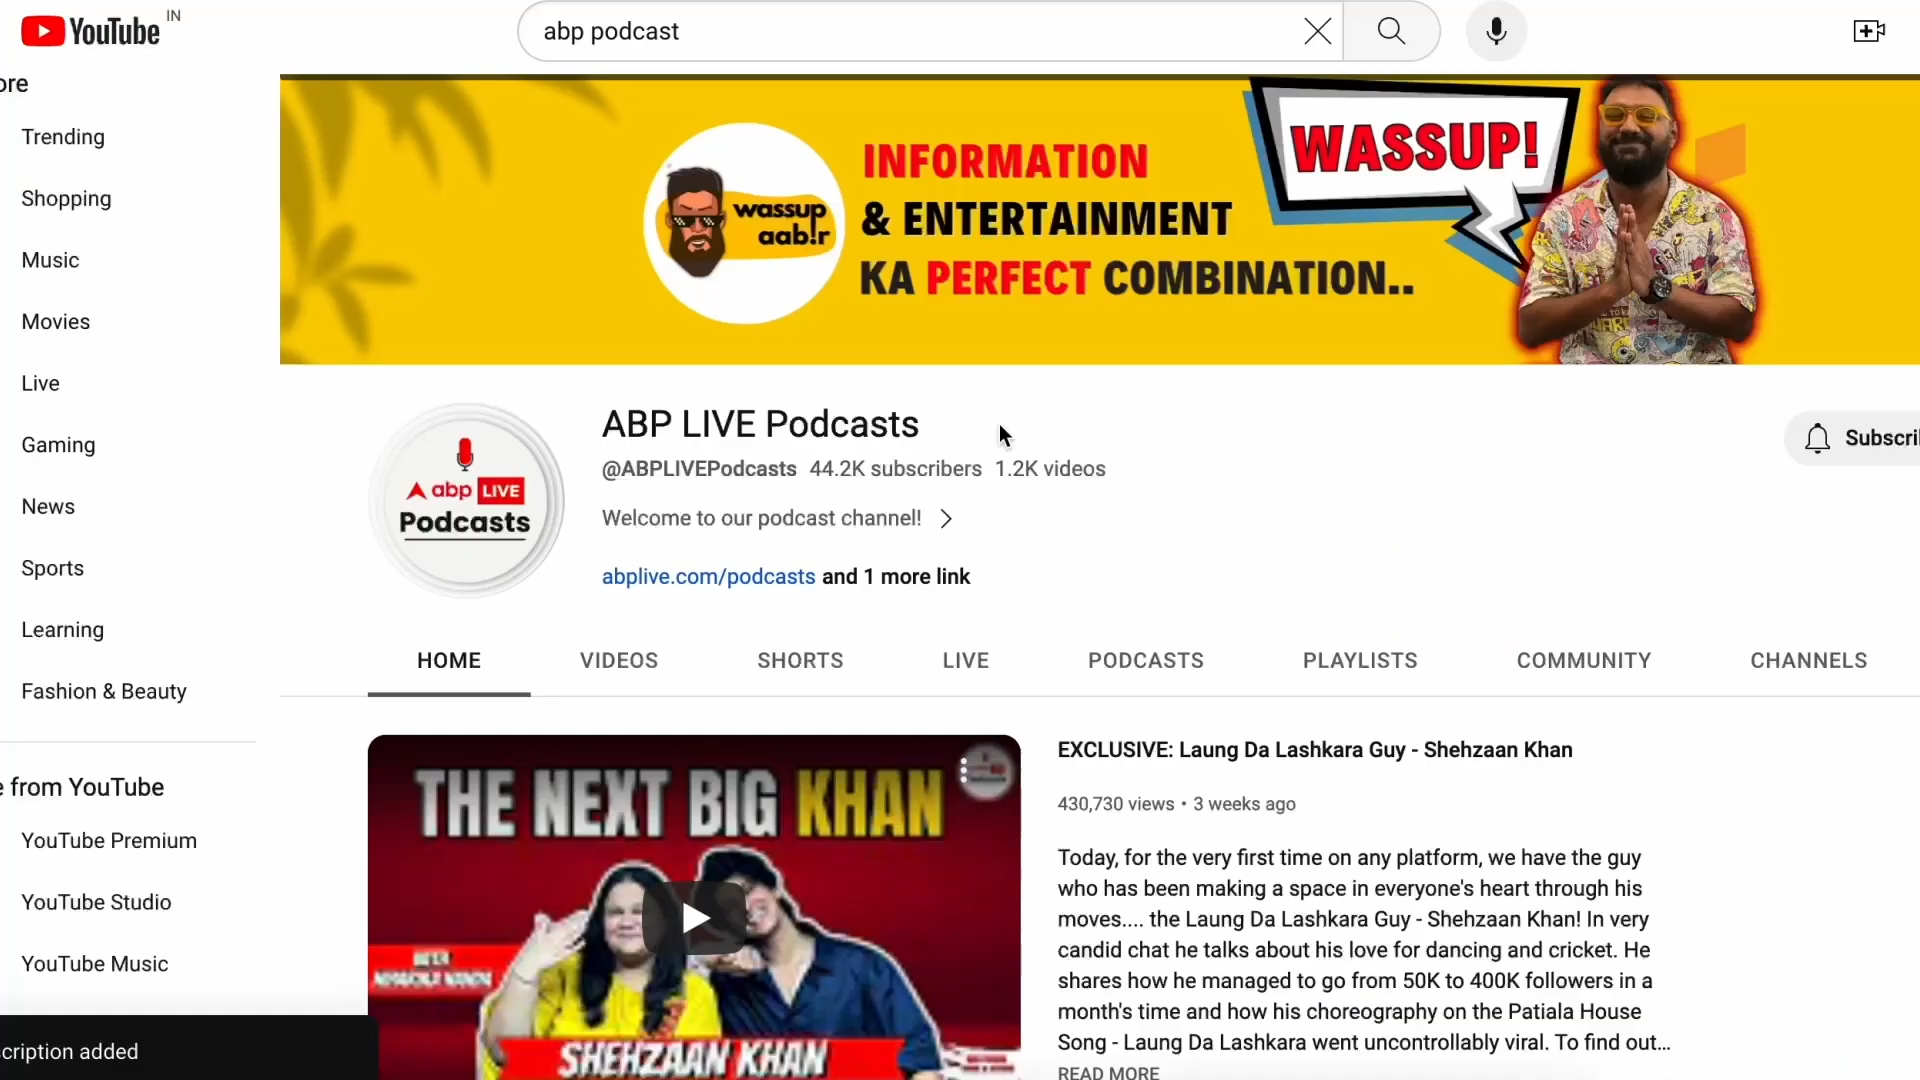 YouTube IN
abp podcast
ore
Trending
Shopping
Music
Movies
Live
Gaming
News
Sports
Learning
Fashion & Beauty
e from YouTube
YouTube Premium
YouTube Studio
YouTube Music
cription added
wassup
aab!r
INFORMATION
& ENTERTAINMENT
KA PERFECT COMBINATION..
WASSUP!
abp LIVE
Podcasts
ABP LIVE Podcasts
@ABPLIVEPodcasts 44.2K subscribers 1.2K videos
Welcome to our podcast channel!
abplive.com/podcasts and 1 more link
Subscri
HOME VIDEOS SHORTS LIVE PODCASTS PLAYLISTS COMMUNITY CHANNELS
THE NEXT BIG KHAN
SHEHZAAN KHAN
EXCLUSIVE: Laung Da Lashkara Guy - Shehzaan Khan
430,730 views • 3 weeks ago
Today, for the very first time on any platform, we have the guy
who has been making a space in everyone's heart through his
moves.... the Laung Da Lashkara Guy - Shehzaan Khan! In very
candid chat he talks about his love for dancing and cricket. He
shares how he managed to go from 50K to 400K followers in a
month's time and how his choreography on the Patiala House
Song - Laung Da Lashkara went uncontrollably viral. To find out...
READ MORE